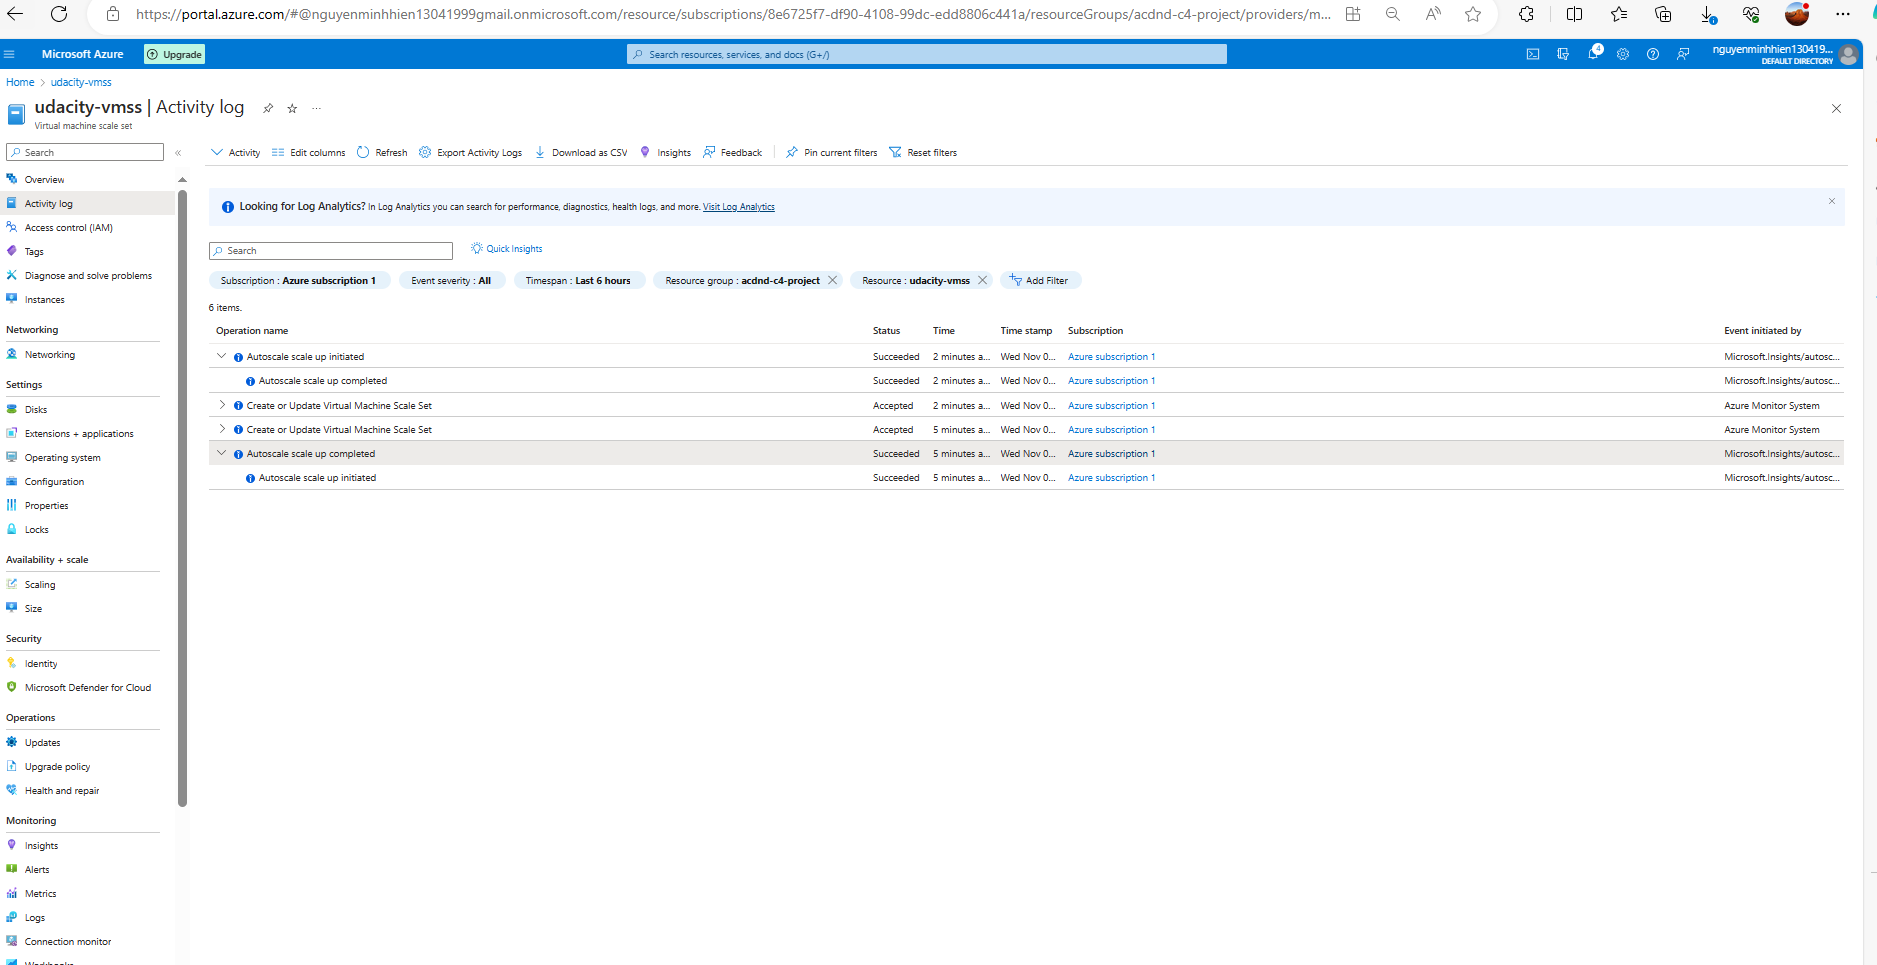 https://portal.azure.com/#@nguyenminhhien13041999gmail.onmicrosoft.com/resource/subscriptions/8e6725f7-df90-4108-99dc-edd8806c441a/resourceGroups/acdnd-c4-project/providers/m...
Microsoft Azure
Upgrade
Search resources, services, and docs (G+/)
4
nguyenminhhien130419...
DEFAULT DIRECTORY
Home > udacity-vmss
udacity-vmss | Activity log
Virtual machine scale set
Search
Activity
Edit columns
Refresh
Export Activity Logs
Download as CSV
Insights
Feedback
Pin current filters
Reset filters
Overview
Activity log
Access control (IAM)
Tags
Diagnose and solve problems
Instances
Networking
Networking
Settings
Disks
Extensions + applications
Operating system
Configuration
Properties
Locks
Availability + scale
Scaling
Size
Security
Identity
Microsoft Defender for Cloud
Operations
Updates
Upgrade policy
Health and repair
Monitoring
Insights
Alerts
Metrics
Logs
Connection monitor
Workbooks
Looking for Log Analytics? In Log Analytics you can search for performance, diagnostics, health logs, and more. Visit Log Analytics
Search
Quick Insights
Subscription : Azure subscription 1
Event severity : All
Timespan : Last 6 hours
Resource group : acdnd-c4-project
Resource : udacity-vmss
Add Filter
6 items.
Operation name Status Time Time stamp Subscription Event initiated by
Autoscale scale up initiated Succeeded 2 minutes a... Wed Nov 0... Azure subscription 1 Microsoft.Insights/autosc...
Autoscale scale up completed Succeeded 2 minutes a... Wed Nov 0... Azure subscription 1 Microsoft.Insights/autosc...
Create or Update Virtual Machine Scale Set Accepted 2 minutes a... Wed Nov 0... Azure subscription 1 Azure Monitor System
Create or Update Virtual Machine Scale Set Accepted 5 minutes a... Wed Nov 0... Azure subscription 1 Azure Monitor System
Autoscale scale up completed Succeeded 5 minutes a... Wed Nov 0... Azure subscription 1 Microsoft.Insights/autosc...
Autoscale scale up initiated Succeeded 5 minutes a... Wed Nov 0... Azure subscription 1 Microsoft.Insights/autosc...